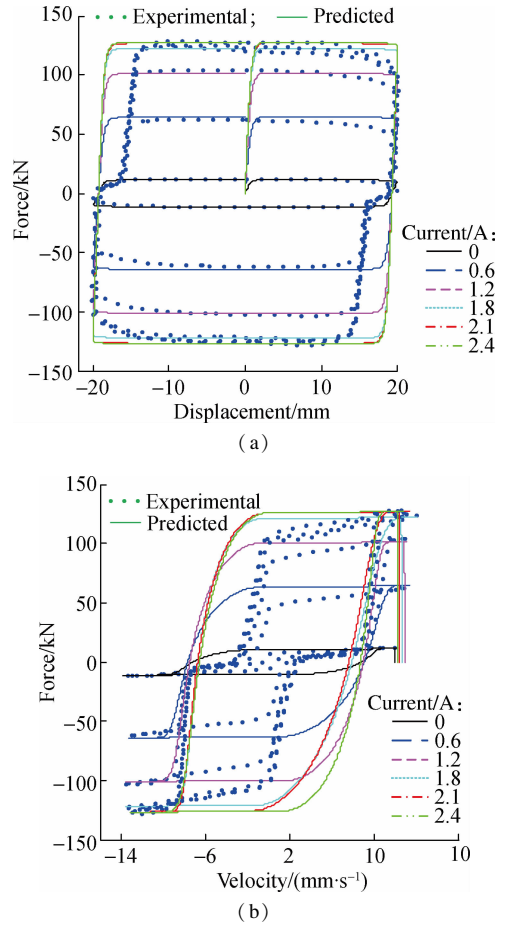 Experimental; Predicted
150
100
50
0
−50
−100
−150
Force/kN
Current/A:
0
0.6
1.2
1.8
2.1
2.4
−20 −10 0 10 20
Displacement/mm
(a)
Experimental
Predicted
150
100
50
0
−50
−100
−150
Force/kN
Current/A:
0
0.6
1.2
1.8
2.1
2.4
−14 −6 2 10 10
Velocity/(mm·s⁻¹)
(b)